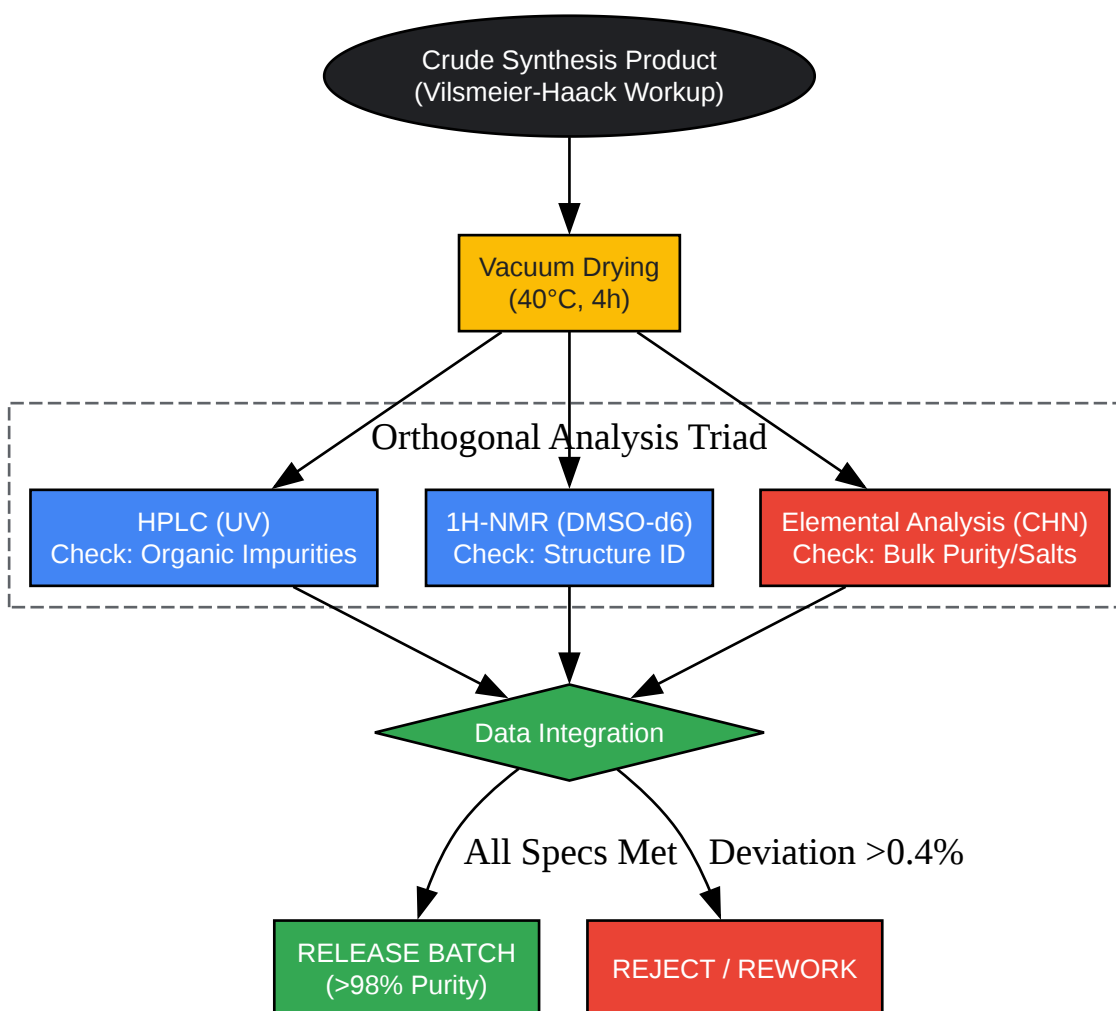 Crude Synthesis Product
(Vilsmeier-Haack Workup)
Vacuum Drying
(40°C, 4h)
Orthogonal Analysis Triad
HPLC (UV)
Check: Organic Impurities
1H-NMR (DMSO-d6)
Check: Structure ID
Elemental Analysis (CHN)
Check: Bulk Purity/Salts
Data Integration
All Specs Met
Deviation >0.4%
RELEASE BATCH
(>98% Purity)
REJECT / REWORK